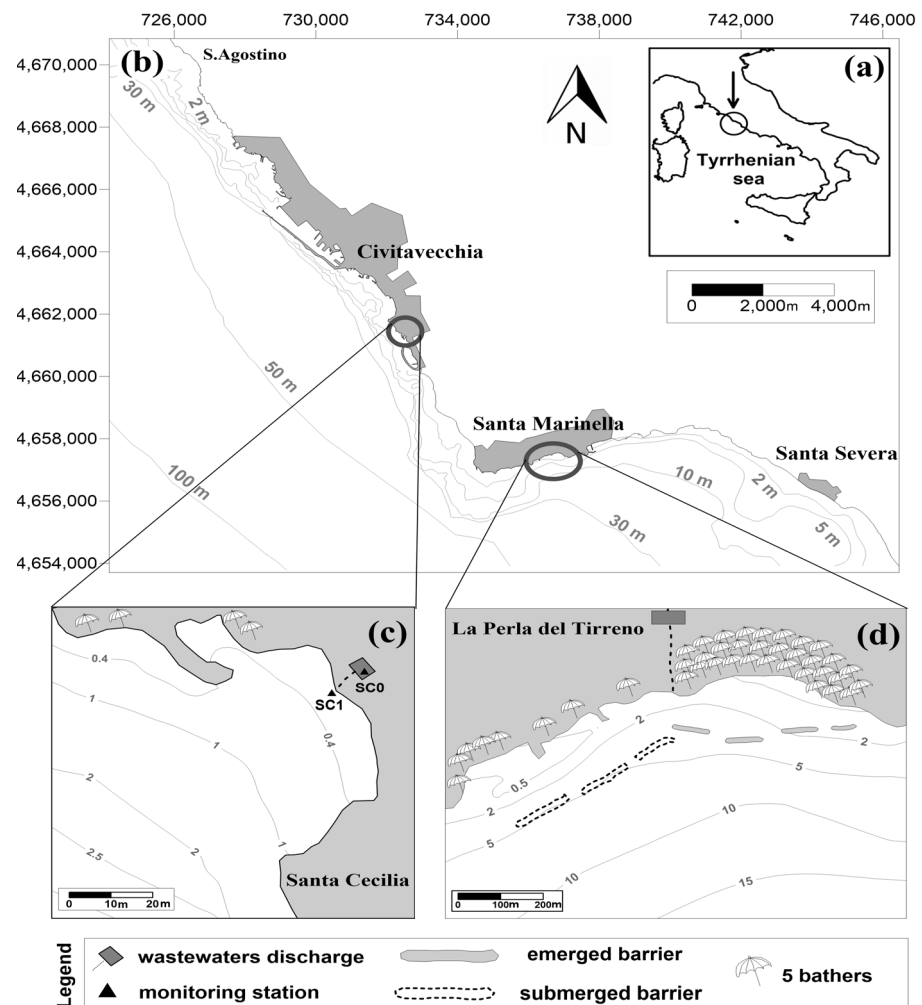 726,000 730,000 734,000 738,000 742,000 746,000
4,670,000
4,668,000
4,666,000
4,664,000
4,662,000
4,660,000
4,658,000
4,656,000
4,654,000
(b)
S.Agostino
30 m
2 m
Civitavecchia
50 m
100 m
Santa Marinella
Santa Severa
10 m
2 m
5 m
30 m
N
(a)
Tyrrhenian
sea
0 2,000m 4,000m
(c)
SC0
SC1
0.4
1
0.4
1
2
2
1
2.5
Santa Cecilia
0 10m 20m
La Perla del Tirreno
(d)
2
2
0.5
2
5
5
10
10
15
0 100m 200m
Legend
wastewaters discharge
emerged barrier
5 bathers
monitoring station
submerged barrier